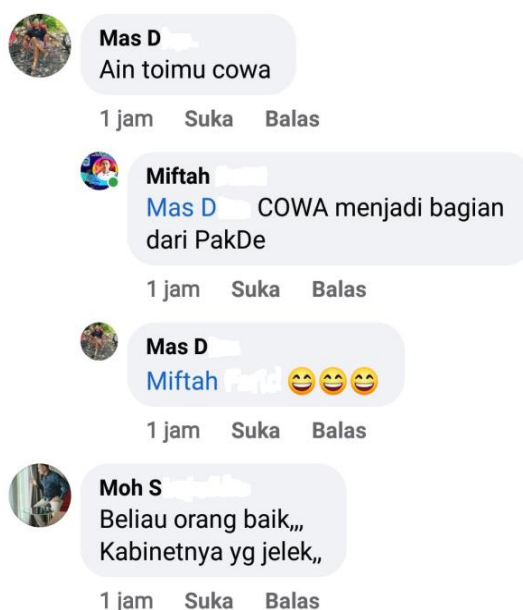 Mas D
Ain toimu cowa
1 jam Suka Balas
Miftah
Mas D COWA menjadi bagian
dari PakDe
1 jam Suka Balas
Mas D
Miftah 😄😄😄
1 jam Suka Balas
Moh S
Beliau orang baik,,,
Kabinetnya yg jelek,,
1 jam Suka Balas